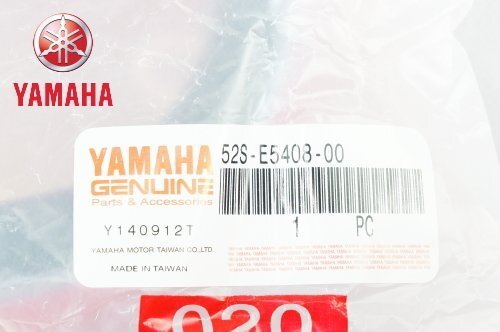 YAMAHA
YAMAHA
GENUINE
Parts & Accessories
52S-E5408-00
Y140912T
1 PC
YAMAHA MOTOR TAIWAN CO.,LTD.
MADE IN TAIWAN
020